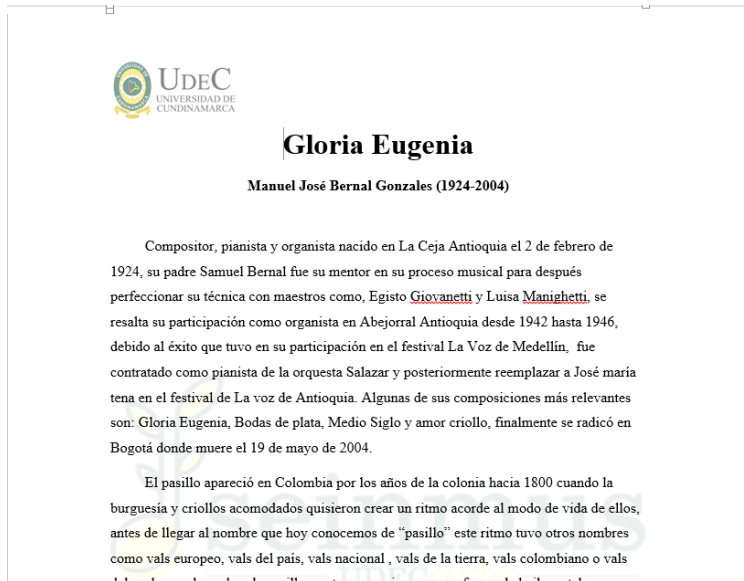 UDEC
UNIVERSIDAD DE
CUNDINAMARCA
Gloria Eugenia
Manuel José Bernal Gonzales (1924-2004)
Compositor, pianista y organista nacido en La Ceja Antioquia el 2 de febrero de
1924, su padre Samuel Bernal fue su mentor en su proceso musical para después
perfeccionar su técnica con maestros como, Egisto Giovanetti y Luisa Manighetti, se
resalta su participación como organista en Abejorral Antioquia desde 1942 hasta 1946,
debido al éxito que tuvo en su participación en el festival La Voz de Medellín,  fue
contratado como pianista de la orquesta Salazar y posteriormente reemplazar a José maría
tena en el festival de La voz de Antioquia. Algunas de sus composiciones más relevantes
son: Gloria Eugenia, Bodas de plata, Medio Siglo y amor criollo, finalmente se radicó en
Bogotá donde muere el 19 de mayo de 2004.
El pasillo apareció en Colombia por los años de la colonia hacia 1800 cuando la
burguesía y criollos acomodados quisieron crear un ritmo acorde al modo de vida de ellos,
antes de llegar al nombre que hoy conocemos de “pasillo” este ritmo tuvo otros nombres
como vals europeo, vals del país, vals nacional , vals de la tierra, vals colombiano o vals
seinmus